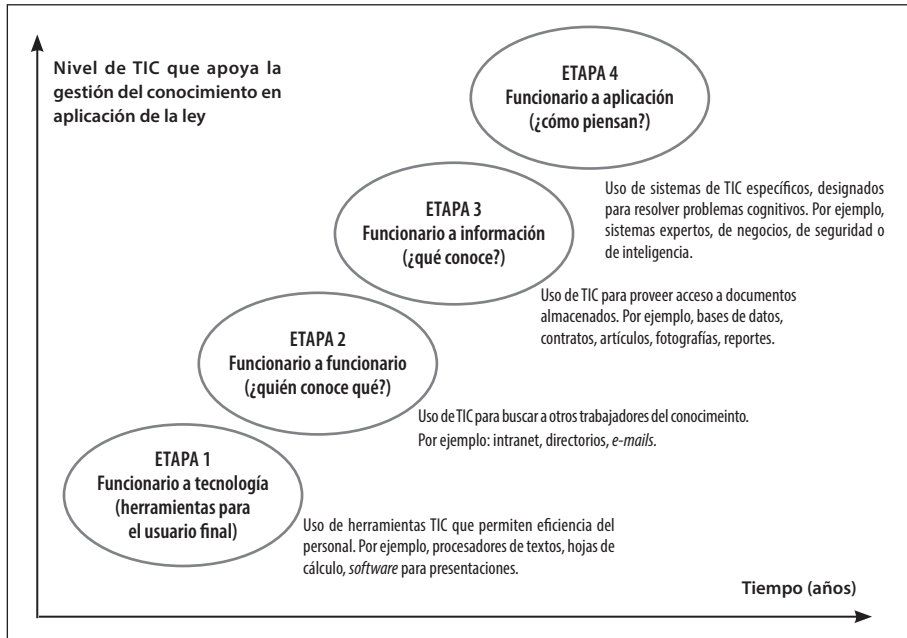 Nivel de TIC que apoya la
gestión del conocimiento en
aplicación de la ley
ETAPA 4
Funcionario a aplicación
(¿cómo piensan?)
Uso de sistemas de TIC específicos, designados
para resolver problemas cognitivos. Por ejemplo,
sistemas expertos, de negocios, de seguridad o
de inteligencia.
ETAPA 3
Funcionario a información
(¿qué conoce?)
Uso de TIC para proveer acceso a documentos
almacenados. Por ejemplo, bases de datos,
contratos, artículos, fotografías, reportes.
ETAPA 2
Funcionario a funcionario
(¿quién conoce qué?)
Uso de TIC para buscar a otros trabajadores del conocimeinto.
Por ejemplo: intranet, directorios, e-mails.
ETAPA 1
Funcionario a tecnología
(herramientas para
el usuario final)
Uso de herramientas TIC que permiten eficiencia del
personal. Por ejemplo, procesadores de textos, hojas de
cálculo, software para presentaciones.
Tiempo (años)